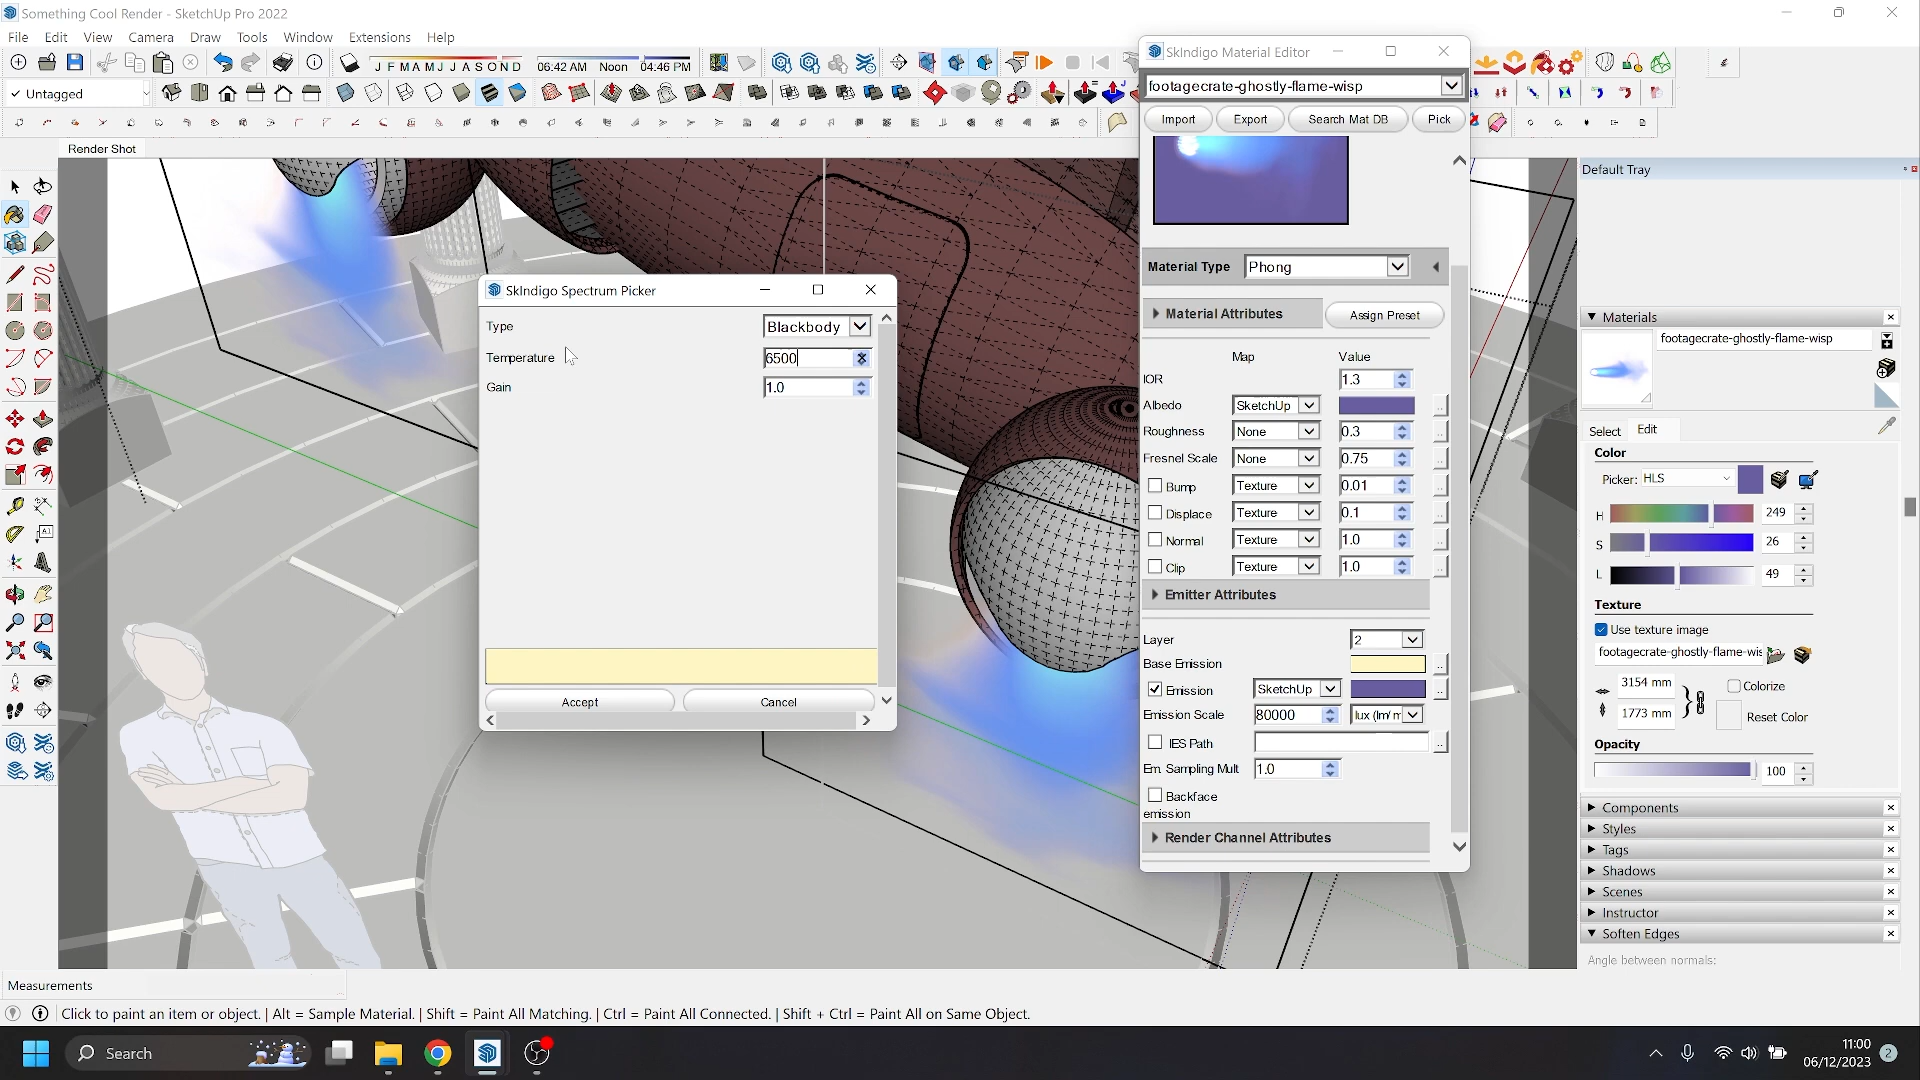 Something Cool Render - SketchUp Pro 2022
File Edit View Camera Draw Tools Window Extensions Help
J F M A M J J A S O N D 06:42 AM Noon 04:46 PM
Untagged
Render Shot
SkIndigo Spectrum Picker
Type Blackbody
Temperature 6500
Gain 1.0
Accept Cancel
SkIndigo Material Editor
footagecrate-ghostly-flame-wisp
Import Export Search Mat DB Pick
Material Type Phong
Material Attributes Assign Preset
Map Value
IOR 1.3
Albedo SketchUp ..
Roughness None 0.3 ..
Fresnel Scale None 0.75 ..
Bump Texture 0.01 ..
Displace Texture 0.1 ..
Normal Texture 1.0 ..
Clip Texture 1.0 ..
Emitter Attributes
Layer 2
Base Emission ..
Emission SketchUp ..
Emission Scale 80000 lux (lm/m
IES Path ..
Em. Sampling Mult 1.0
Backface
emission
Render Channel Attributes
Default Tray
Materials
footagecrate-ghostly-flame-wisp
Select Edit
Color
Picker: HLS
H 249
S 26
L 49
Texture
Use texture image
footagecrate-ghostly-flame-wis
3154 mm Colorize
1773 mm Reset Color
Opacity
100
Components
Styles
Tags
Shadows
Scenes
Instructor
Soften Edges
Angle between normals:
Measurements
Click to paint an item or object. | Alt = Sample Material. | Shift = Paint All Matching. | Ctrl = Paint All Connected. | Shift + Ctrl = Paint All on Same Object.
Search
11:00
06/12/2023 2